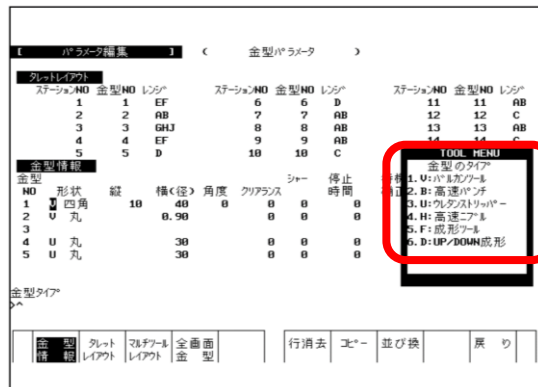 [ パラメータ編集 ] ( 金型パラメータ )
タレットレイアウト
ステーションNO 金型NO レンジ ステーションNO 金型NO レンジ ステーションNO 金型NO レンジ
1 1 EF 6 6 D 11 11 AB
2 2 AB 7 7 AB 12 12 C
3 3 GHJ 8 8 AB 13 13 AB
4 4 EF 9 9 AB 14 14 C
5 5 D 10 10 C
TOOL MENU
金型のタイプ
1.V:バルカンツール
2.B:高速パンチ
3.U:ウレタンストリッパー
4.H:高速ニブル
5.F:成形ツール
6.D:UP/DOWN成形
金型情報
金型 シャー 停止
NO 形状 縦 横(径) 角度 クリアランス 時間 補正
1 U 四角 10 40 0 0 0 0
2 V 丸 0.90 0 0 0
3
4 U 丸 30 0 0 0
5 U 丸 30 0 0 0
金型タイプ
>^
金型情報 タレットレイアウト マルチツールレイアウト 全画面金型 行消去 コピー 並び換 戻り